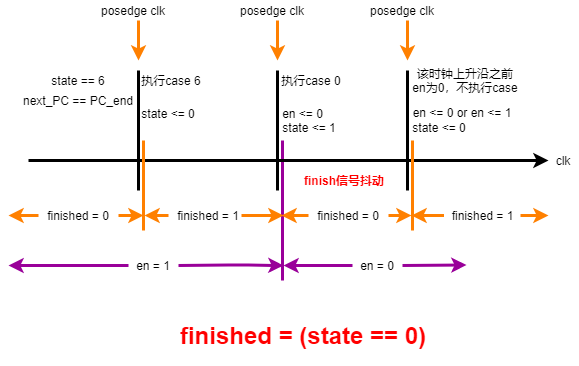 posedge clk
posedge clk
posedge clk
state == 6
next_PC == PC_end
执行case 6
state <= 0
执行case 0
en <= 0
state <= 1
该时钟上升沿之前
en为0，不执行case
en <= 0 or en <= 1
state <= 0
clk
finish信号抖动
finished = 0
finished = 1
finished = 0
finished = 1
en = 1
en = 0
finished = (state == 0)